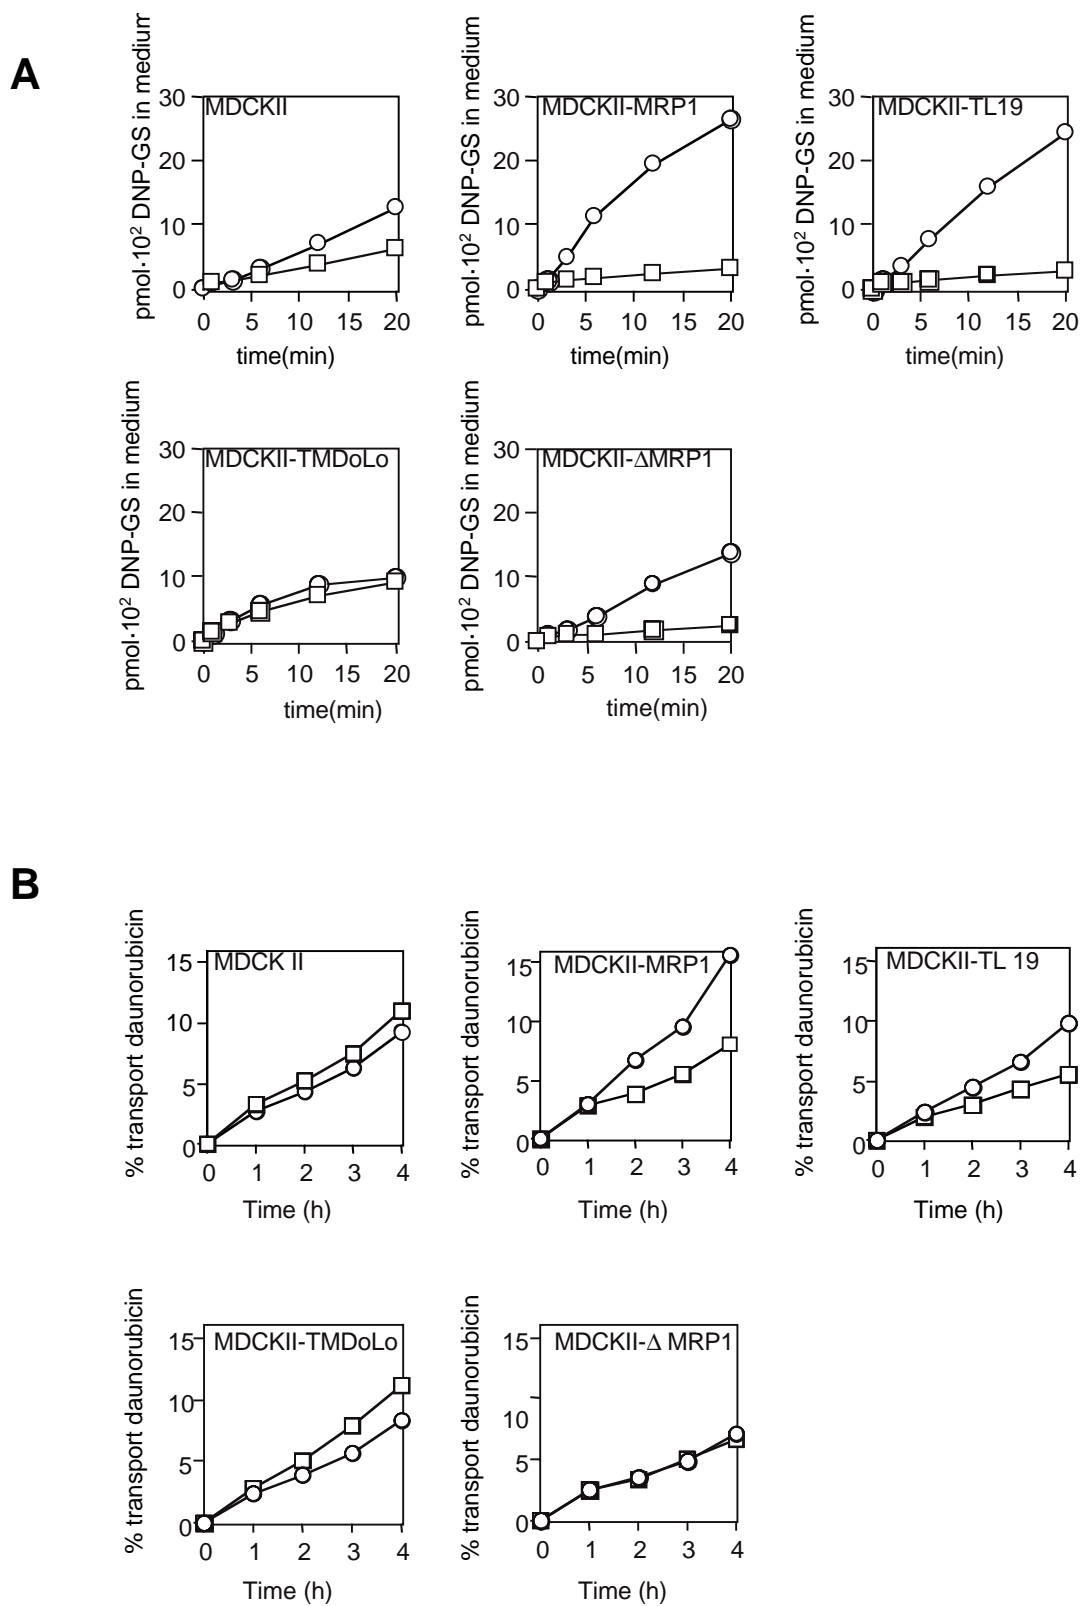 A
pmol·10² DNP-GS in medium
MDCKII
30
20
10
0
0 5 10 15 20
time(min)
pmol·10² DNP-GS in medium
MDCKII-MRP1
30
20
10
0
0 5 10 15 20
time(min)
pmol·10² DNP-GS in medium
MDCKII-TL19
30
20
10
0
0 5 10 15 20
time(min)
pmol·10² DNP-GS in medium
MDCKII-TMDoLo
30
20
10
0
0 5 10 15 20
time(min)
pmol·10² DNP-GS in medium
MDCKII-ΔMRP1
30
20
10
0
0 5 10 15 20
time(min)
B
% transport daunorubicin
MDCK II
15
10
5
0
0 1 2 3 4
Time (h)
% transport daunorubicin
MDCKII-MRP1
15
10
5
0
0 1 2 3 4
Time (h)
% transport daunorubicin
MDCKII-TL 19
15
10
5
0
0 1 2 3 4
Time (h)
% transport daunorubicin
MDCKII-TMDoLo
15
10
5
0
0 1 2 3 4
Time (h)
% transport daunorubicin
MDCKII-Δ MRP1
15
10
5
0
0 1 2 3 4
Time (h)